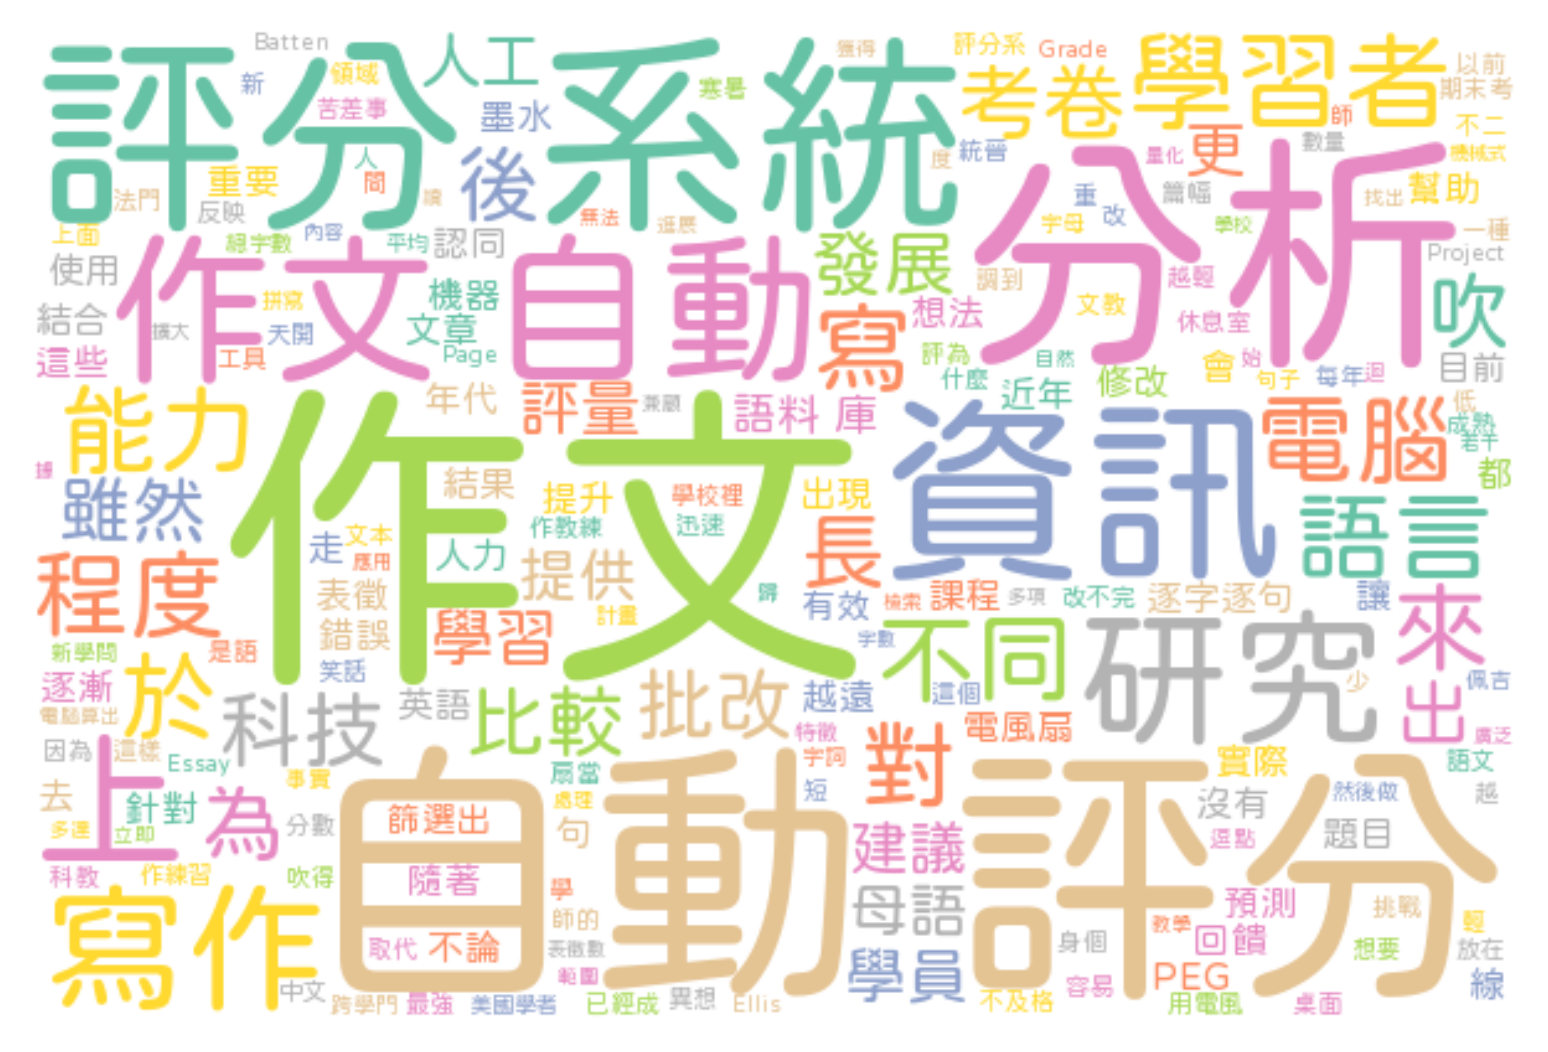 Batten
人工
獲得
評分系
Grade
學習者
以前
新
領域
評分系統
寒暑
考卷
期末考
苦差事
墨水
師
不二
更
數量
人
後
度
統晉
量化
機械式
重要
間
分析
重
篇幅
找出
幫助
法門
反映
無法
進展
字母
改
學校
一種
上面
總字數
內容
平均
認同
發展
Project
使用
作文自動
機器
調到
越輕
吹
拼寫
文教
結合
擴大
天開
文章
寫
想法
休息室
這些
工具
Page
評為
自然
會
始
目前
什麼
句子
每年
迴
能力
年代
評量
兼顧
語料庫
近年
修改
電腦
低
成熟
若干
作文
資訊
都
雖然
結果
提升
學校裡
出現
語言
走
文本
作教練
迅速
長
人力
應用
提供
程度
表徵
歸
有效
檢索
課程
多項
改不完
逐字逐句
讓
來
錯誤
學習
計畫
不同
研究
新學問
是語
於
笑話
字數
少
佩吉
逐漸
科技
英語
比較
批改
越遠
這個
出
電腦算出
特徵
電風扇
廣泛
因為
這樣
Essay
字詞
對
實際
語文
上
事實
扇當
去
針對
為
自動評分
短
沒有
然後做
越
多達
立即
分數
篩選出
處理
句
建議
逗點
題目
科教
作練習
吹得
隨著
學
母語
預測
挑戰
輕
寫作
師的
教學
取代
不論
表徵數
身個
回饋
想要
放在
範圍
學員
容易
PEG
線
中文
跨學門
最強
美國學者
已經成
異想
Ellis
不及格
用電風
桌面